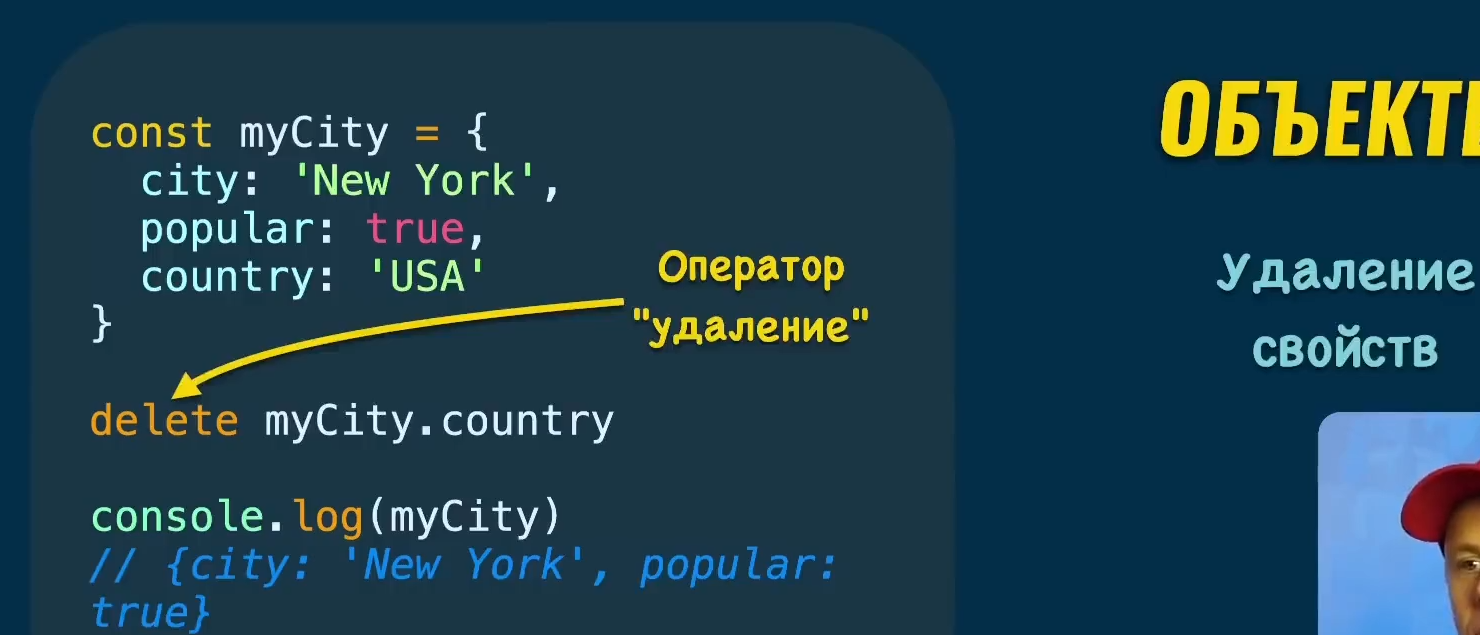 const myCity = {
city: 'New York',
popular: true,
country: 'USA'
}
Оператор
"удаление"
delete myCity.country
console.log(myCity)
// {city: 'New York', popular:
true}
Удаление
свойств